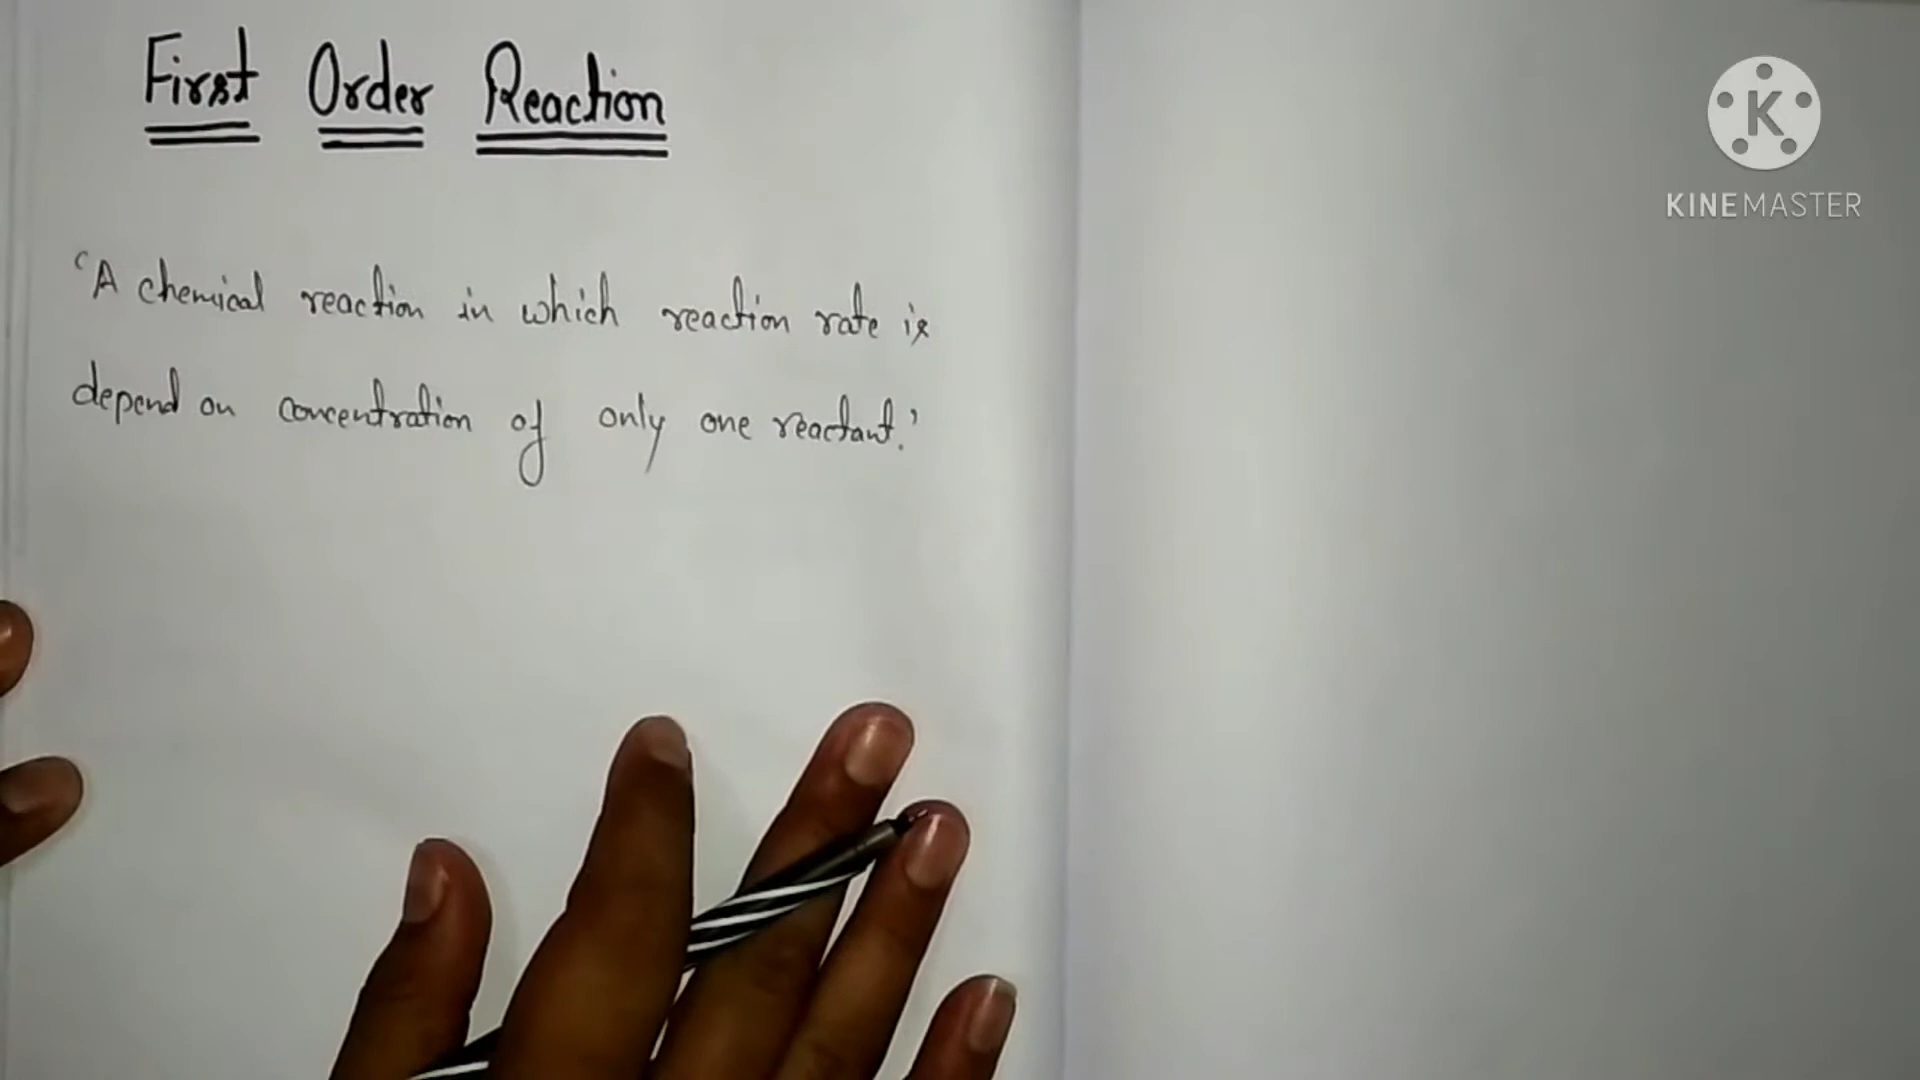 First Order Reaction
K
KINEMASTER
'A chemical reaction in which reaction rate is
depend on concentration of only one reactant.'